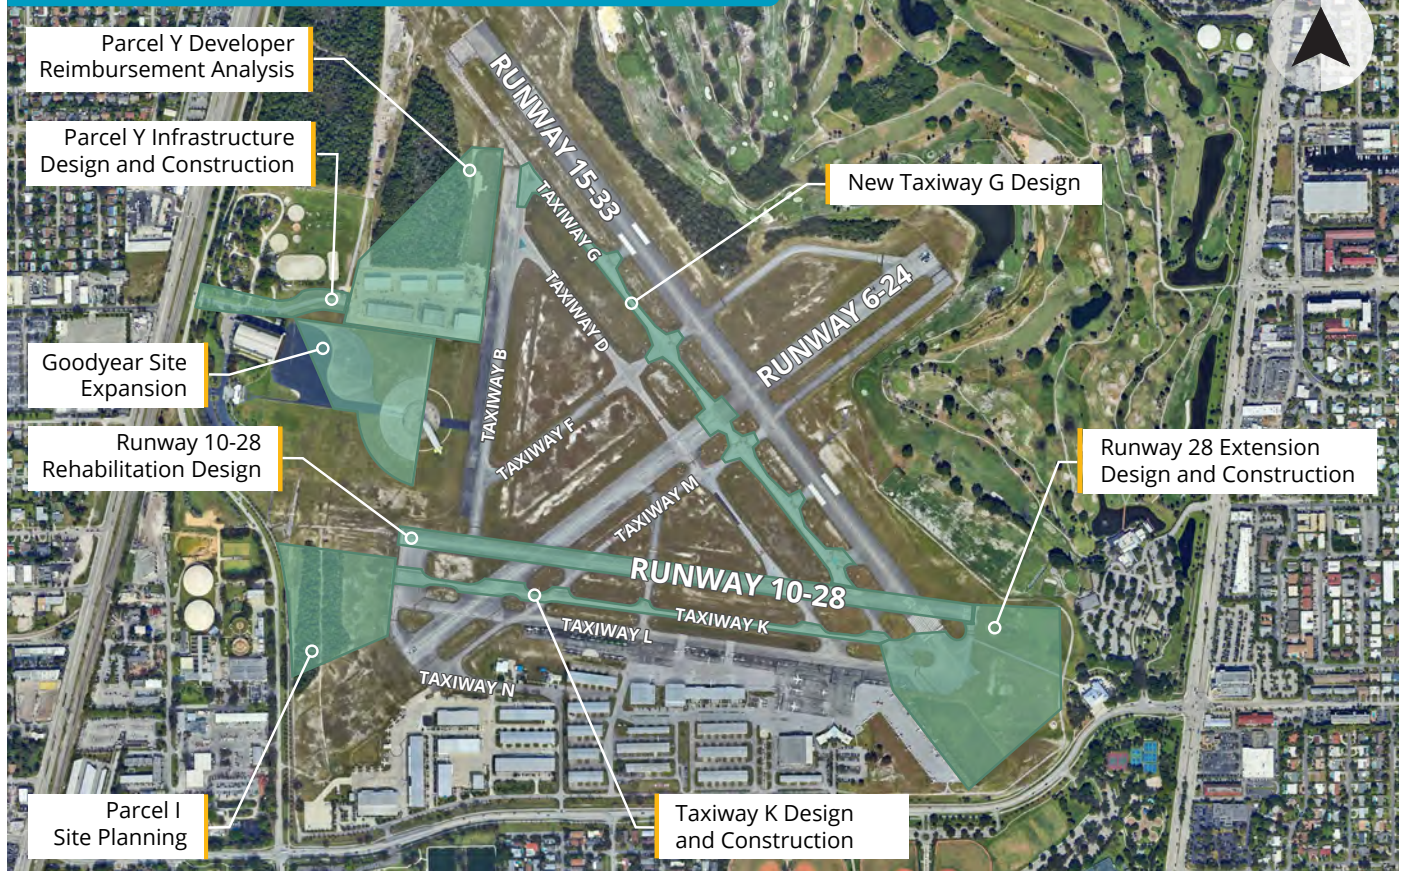 Parcel Y Developer
Reimbursement Analysis
Parcel Y Infrastructure
Design and Construction
Goodyear Site
Expansion
Runway 10-28
Rehabilitation Design
Parcel I
Site Planning
RUNWAY 15-33
New Taxiway G Design
TAXIWAY G
TAXIWAY D
RUNWAY 6-24
TAXIWAY B
TAXIWAY F
TAXIWAY M
Runway 28 Extension
Design and Construction
RUNWAY 10-28
TAXIWAY K
TAXIWAY L
TAXIWAY N
Taxiway K Design
and Construction